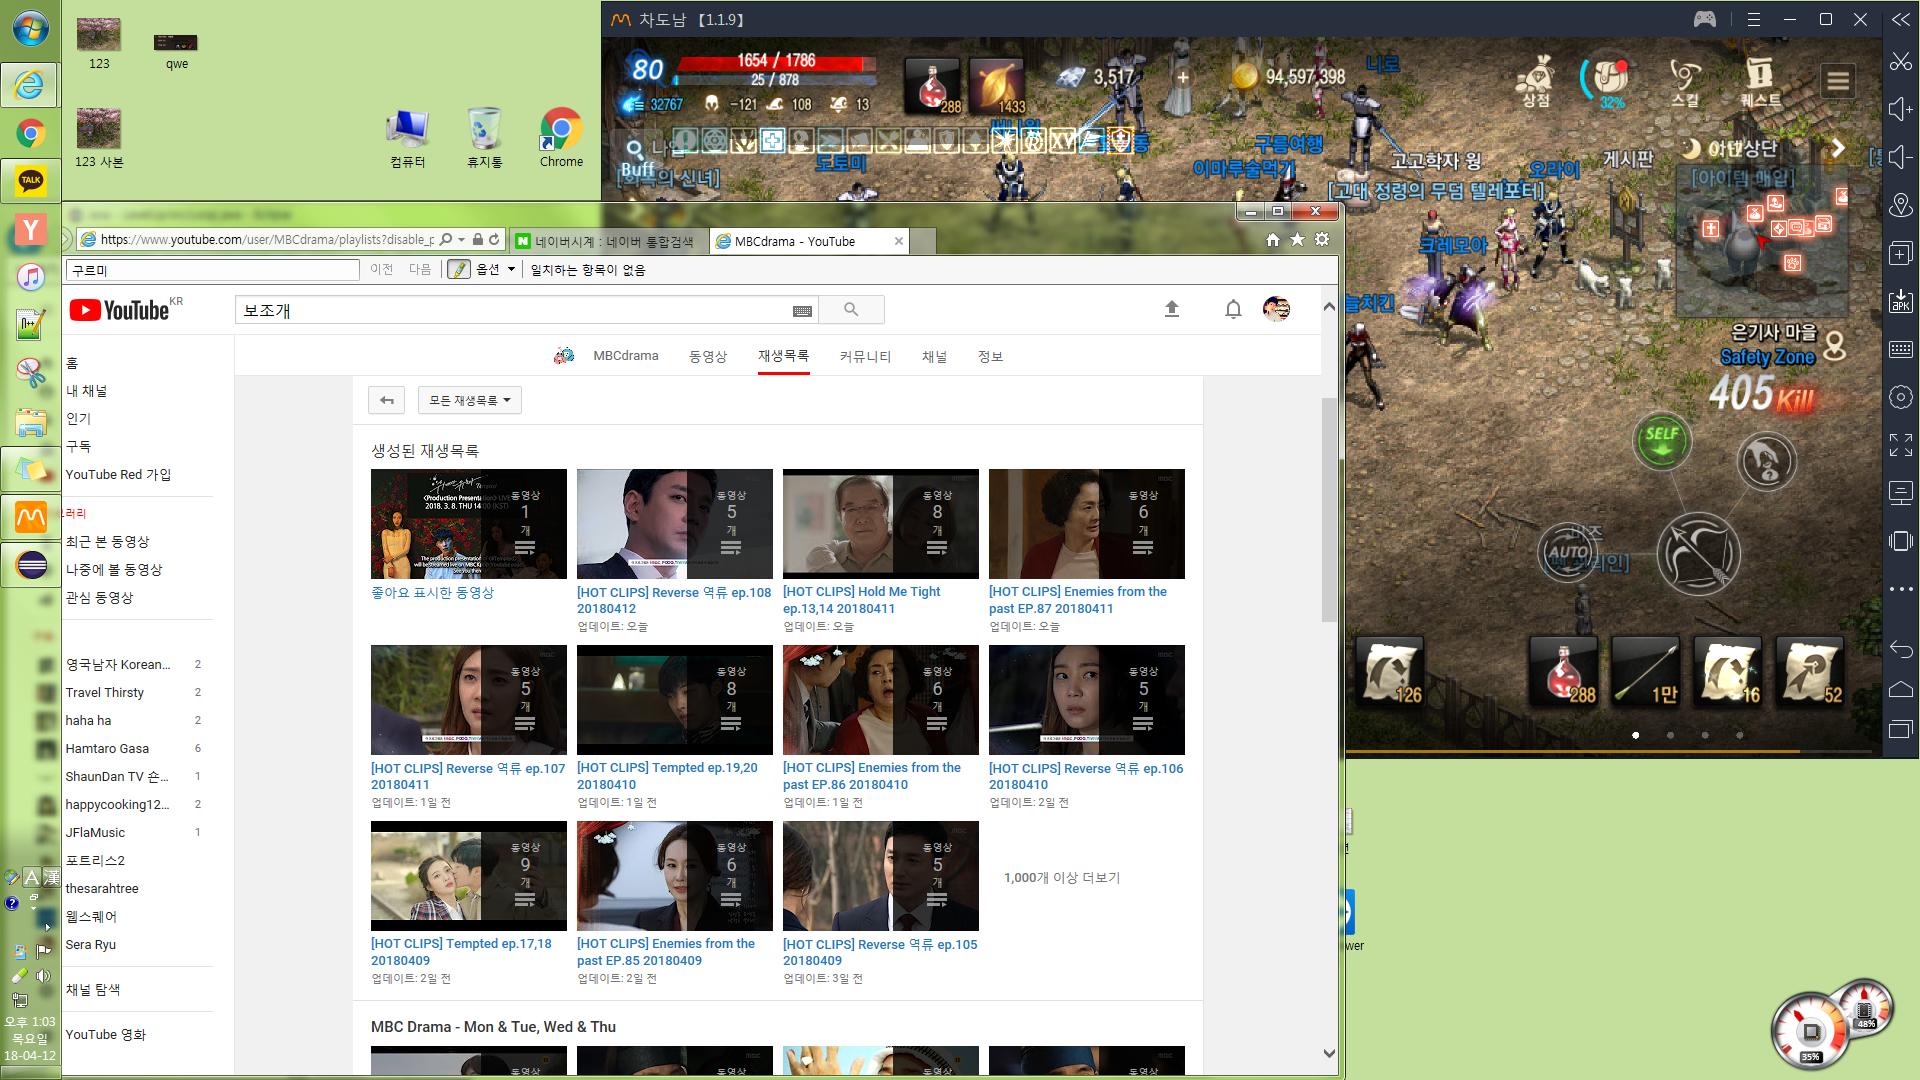 123
qwe
123 사본
컴퓨터
휴지통
Chrome
TALK
오후 1:03
목요일
18-04-12
차도남 【1.1.9】
80
1654 / 1786
25 / 878
32767
-121
108
13
288
1433
3,517
94,597,398
니로
상점
32%
스킬
퀘스트
Buff
도토미
구름여행
이마루술먹기
고고학자 윙
[고대 정령의 무덤 텔레포터]
오라이
게시판
크레모아
아덴상단
[아이템 매입]
은기사 마을
Safety Zone
405 Kill
SELF
AUTO
126
288
1만
16
52
https://www.youtube.com/user/MBCdrama/playlists?disable_p
네이버시계 : 네이버 통합검색
MBCdrama - YouTube
구르미
이전
다음
옵션
일치하는 항목이 없음
YouTube KR
보조개
홈
내 채널
인기
구독
YouTube Red 가입
최근 본 동영상
나중에 볼 동영상
관심 동영상
영국남자 Korean... 2
Travel Thirsty 2
haha ha 2
Hamtaro Gasa 6
ShaunDan TV 숀... 1
happycooking12... 2
JFlaMusic 1
포트리스2
thesarahtree
웹스퀘어
Sera Ryu
채널 탐색
YouTube 영화
MBCdrama
동영상
재생목록
커뮤니티
채널
정보
모든 재생목록
생성된 재생목록
동영상
1
개
좋아요 표시한 동영상
동영상
5
개
[HOT CLIPS] Reverse 역류 ep.108
20180412
업데이트: 오늘
동영상
8
개
[HOT CLIPS] Hold Me Tight
ep.13,14 20180411
업데이트: 오늘
동영상
6
개
[HOT CLIPS] Enemies from the
past EP.87 20180411
업데이트: 오늘
동영상
5
개
[HOT CLIPS] Reverse 역류 ep.107
20180411
업데이트: 1일 전
동영상
8
개
[HOT CLIPS] Tempted ep.19,20
20180410
업데이트: 1일 전
동영상
6
개
[HOT CLIPS] Enemies from the
past EP.86 20180410
업데이트: 1일 전
동영상
5
개
[HOT CLIPS] Reverse 역류 ep.106
20180410
업데이트: 2일 전
동영상
9
개
[HOT CLIPS] Tempted ep.17,18
20180409
업데이트: 2일 전
동영상
6
개
[HOT CLIPS] Enemies from the
past EP.85 20180409
업데이트: 2일 전
동영상
5
개
[HOT CLIPS] Reverse 역류 ep.105
20180409
업데이트: 3일 전
1,000개 이상 더보기
MBC Drama - Mon & Tue, Wed & Thu
동영상
동영상
동영상
동영상
wer
35%
48%